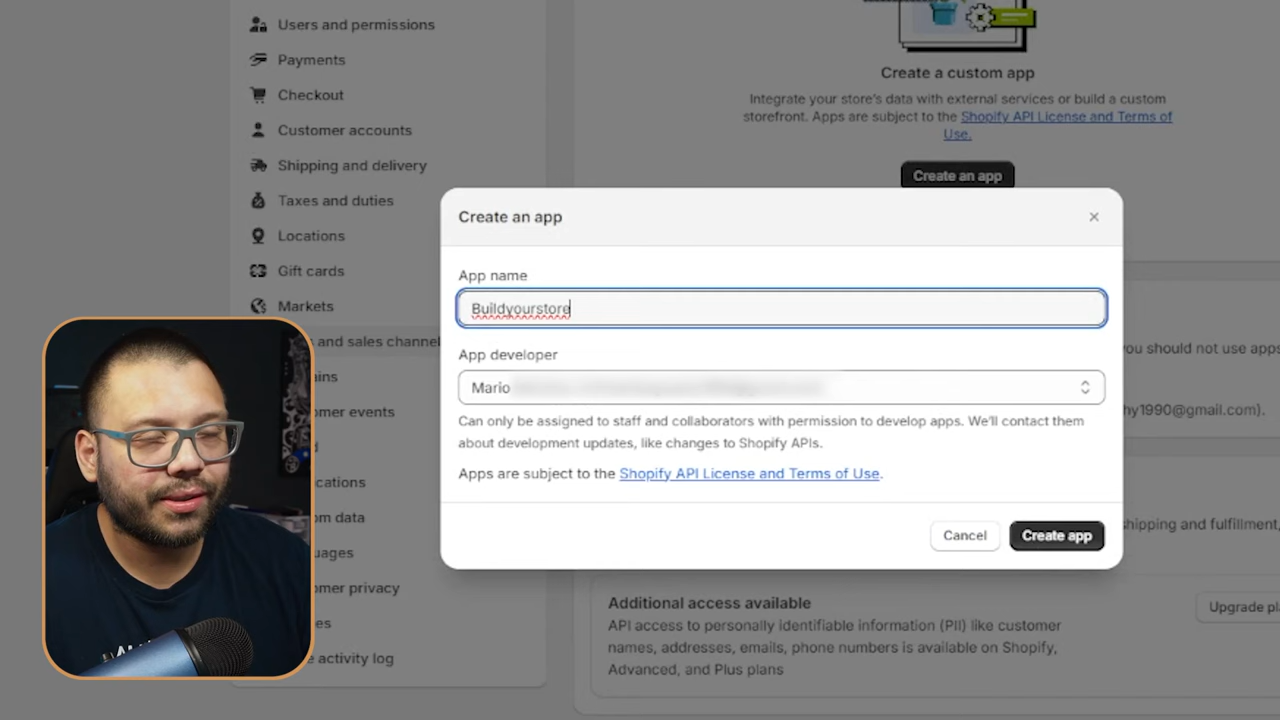 Users and permissions
Payments
Checkout
Customer accounts
Shipping and delivery
Taxes and duties
Locations
Gift cards
Markets
and sales channel
Create a custom app
Integrate your store's data with external services or build a custom
storefront. Apps are subject to the Shopify API License and Terms of
Use.
Create an app
Create an app
App name
Buildyourstore
App developer
Mario
Can only be assigned to staff and collaborators with permission to develop apps. We'll contact them
about development updates, like changes to Shopify APIs.
Apps are subject to the Shopify API License and Terms of Use.
Cancel
Create app
you should not use apps
hy1990@gmail.com).
shipping and fulfillment,
Additional access available
API access to personally identifiable information (PII) like customer
names, addresses, emails, phone numbers is available on Shopify,
Advanced, and Plus plans
Upgrade pla
ains
omer events
cations
om data
uages
omer privacy
es
e activity log